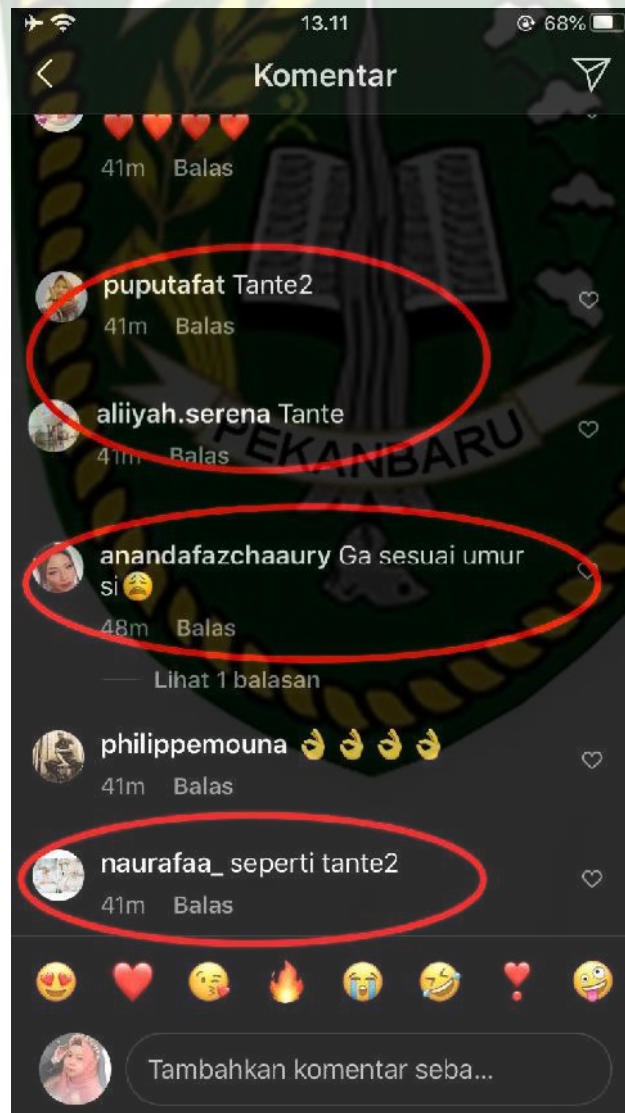 13.11
68%
Komentar
41m Balas
puputafat Tante2
41m Balas
aliiyah.serena Tante
41m Balas
PEKANBARU
anandafazchaaury Ga sesuai umur
si😩
48m Balas
Lihat 1 balasan
philippemouna 👌👌👌👌
41m Balas
naurafaa_ seperti tante2
41m Balas
Tambahkan komentar seba...